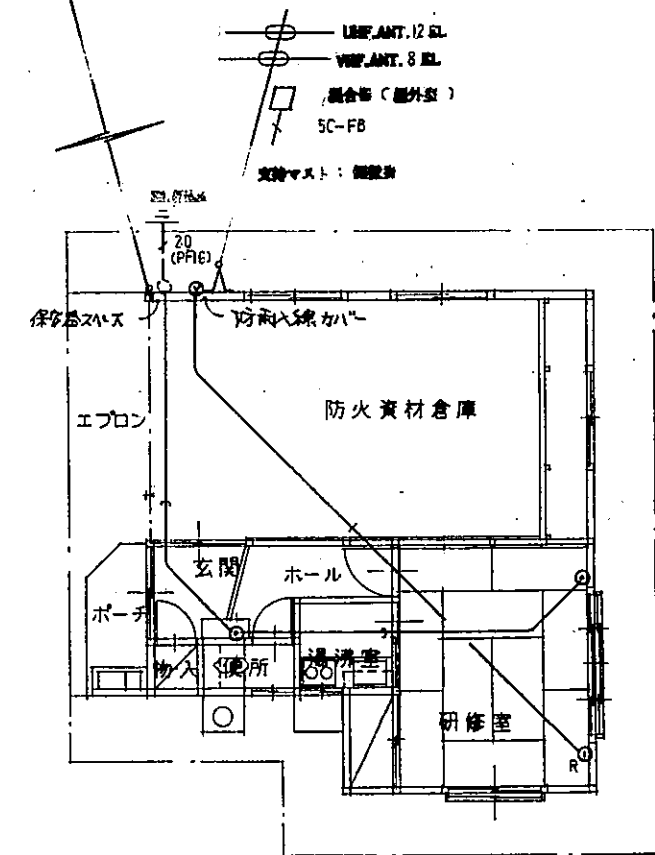 UHF.ANT.12 EL
VHF.ANT. 8 EL
混合器（屋外型）
5C-FB
支持マスト：側壁当
20
(PF16)
保安器スペース
防雨入線カバー
エプロン
防火資材倉庫
玄関
ホール
ポーチ
物入
便所
湯沸室
研修室
R